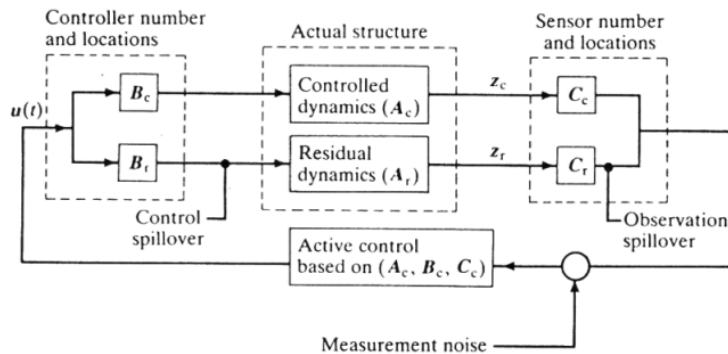 Controller number
and locations
Actual structure
Sensor number
and locations
u(t)
B_c
Controlled
dynamics (A_c)
z_c
C_c
B_r
Residual
dynamics (A_r)
z_r
C_r
Control
spillover
Observation
spillover
Active control
based on (A_c, B_c, C_c)
Measurement noise